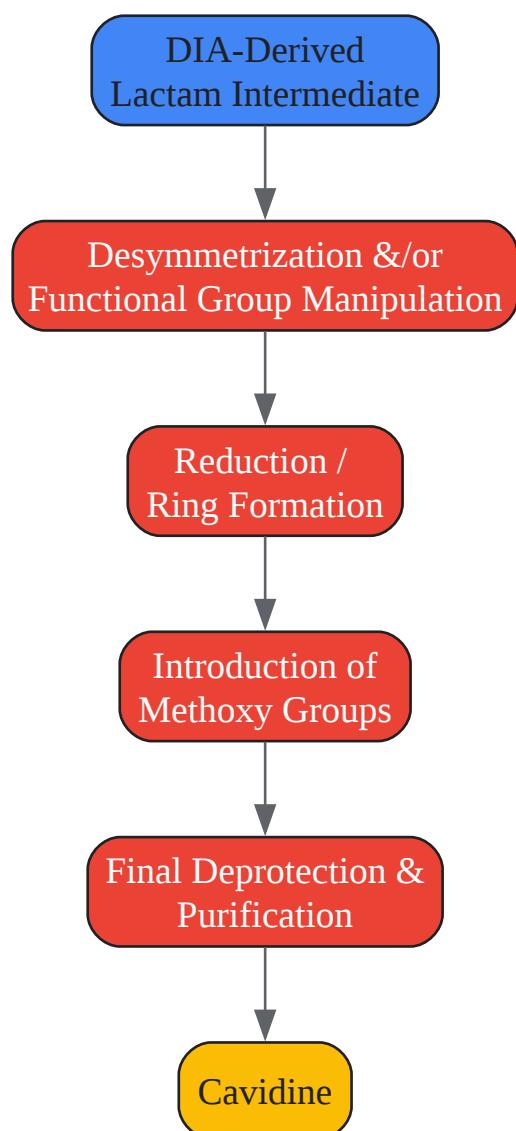 DIA-Derived
Lactam Intermediate
Desymmetrization &/or
Functional Group Manipulation
Reduction /
Ring Formation
Introduction of
Methoxy Groups
Final Deprotection &
Purification
Cavidine